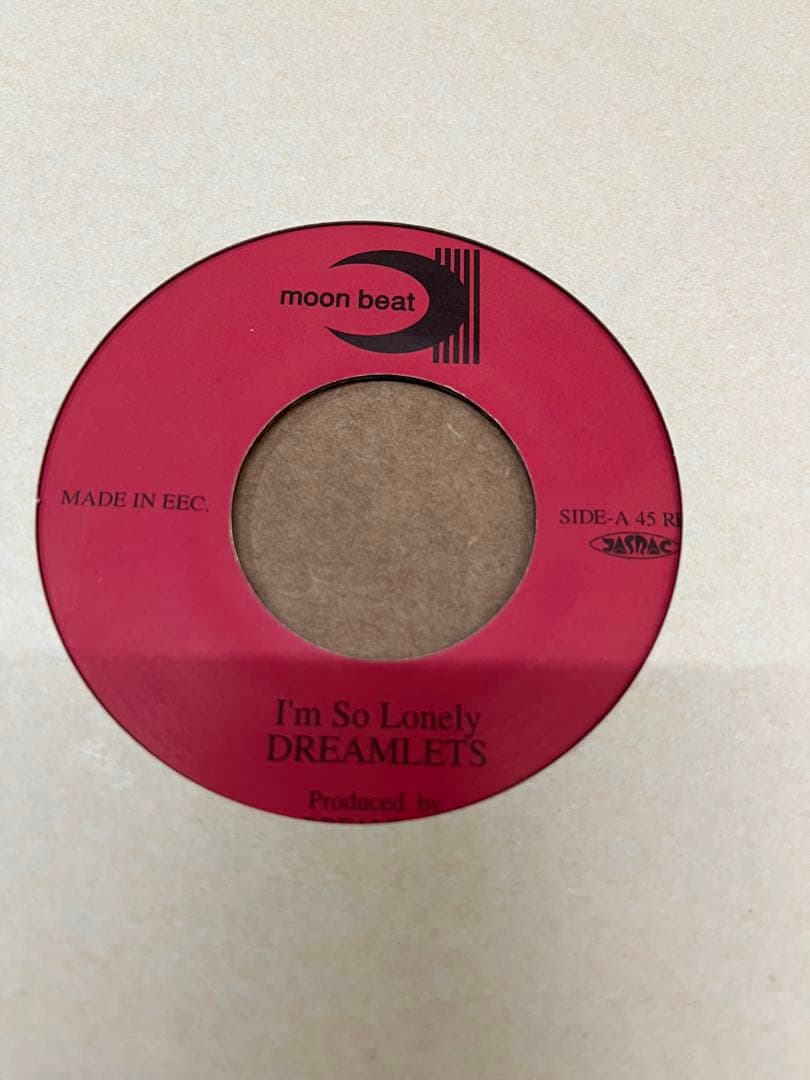 moon beat
MADE IN EEC.
SIDE-A 45
JASRAC
I'm So Lonely
DREAMLETS
Produced by